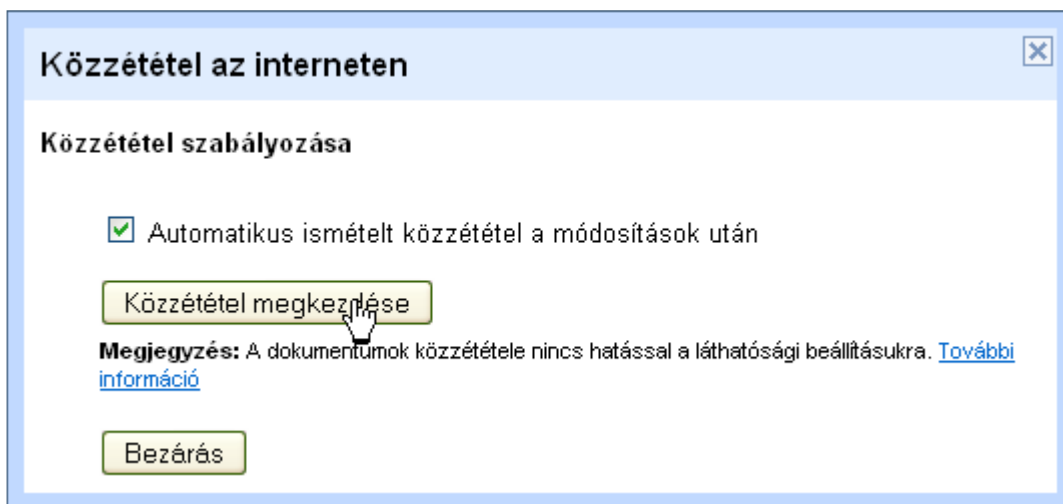 Közzététel az interneten
Közzététel szabályozása
Automatikus ismételt közzététel a módosítások után
Közzététel megkezdése
Megjegyzés: A dokumentumok közzététele nincs hatással a láthatósági beállításukra. További
információ
Bezárás